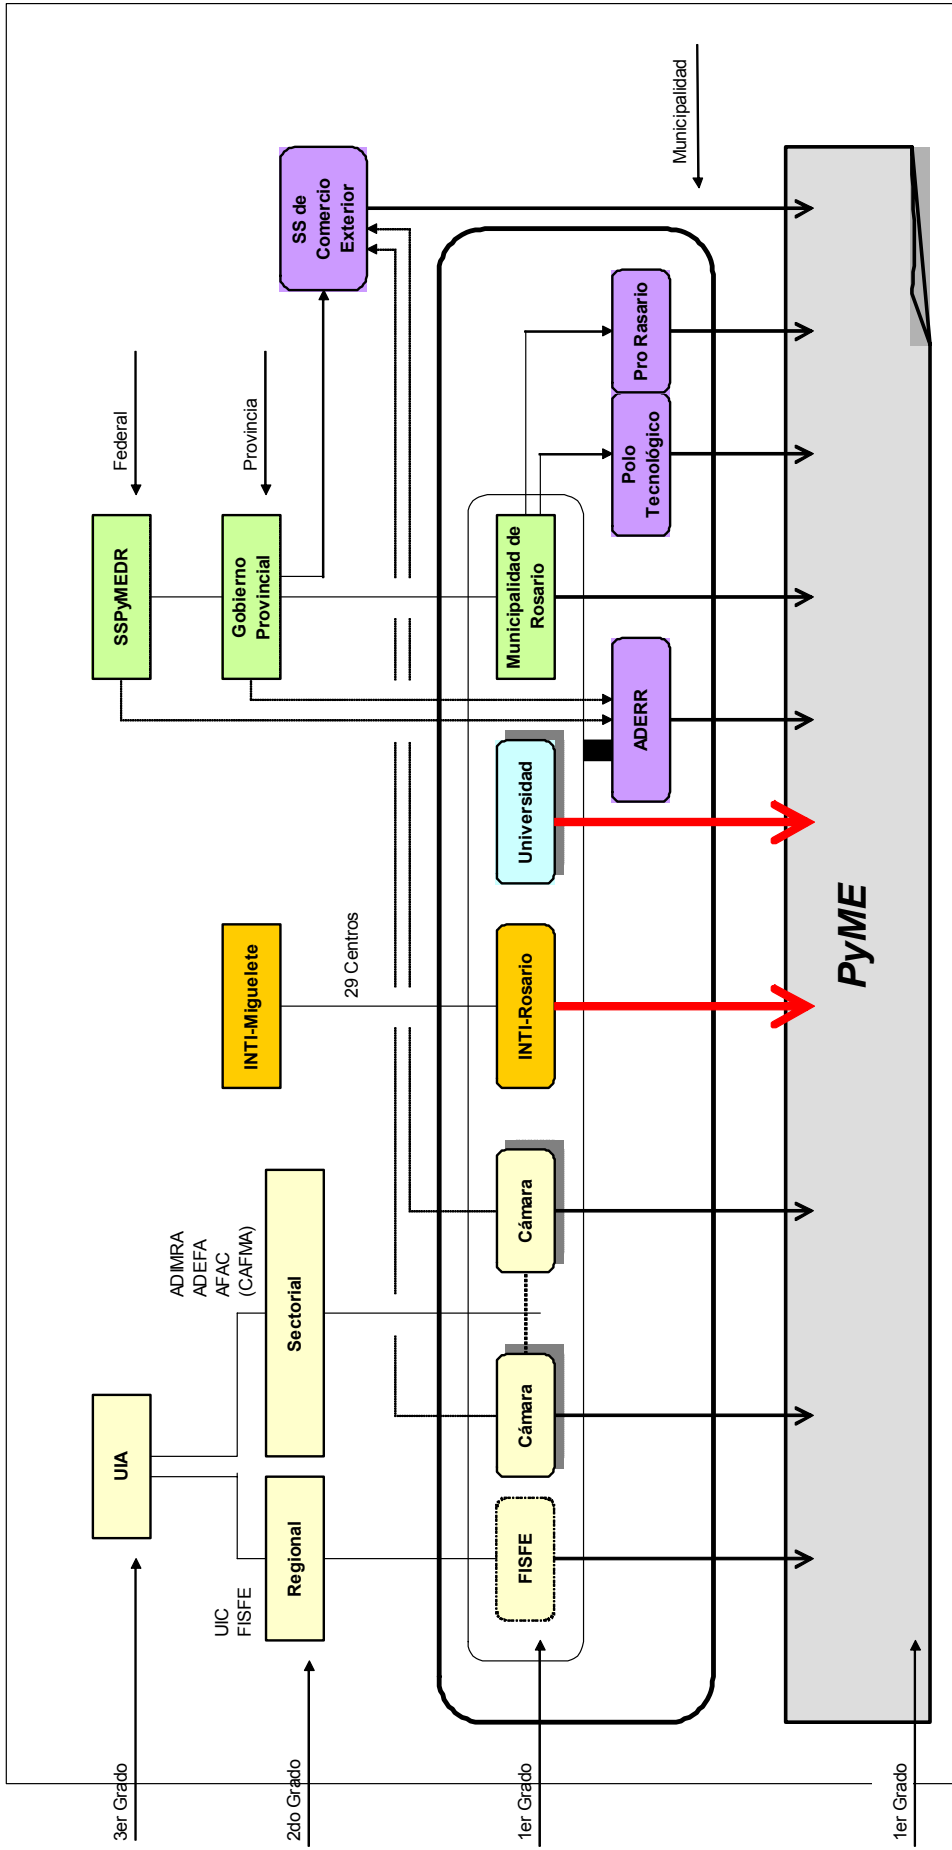 3er Grado
UIA
SSPyMEDR
Federal
2do Grado
UIC
FISFE
Regional
ADIMRA
ADEFA
AFAC
(CAFMA)
Sectorial
INTI-Miguelete
29 Centros
Gobierno
Provincial
Provincia
SS de
Comercio
Exterior
1er Grado
FISFE
Cámara
Cámara
INTI-Rosario
Universidad
Municipalidad de
Rosario
ADERR
Polo
Tecnológico
Pro Rasario
Municipalidad
1er Grado
PyME